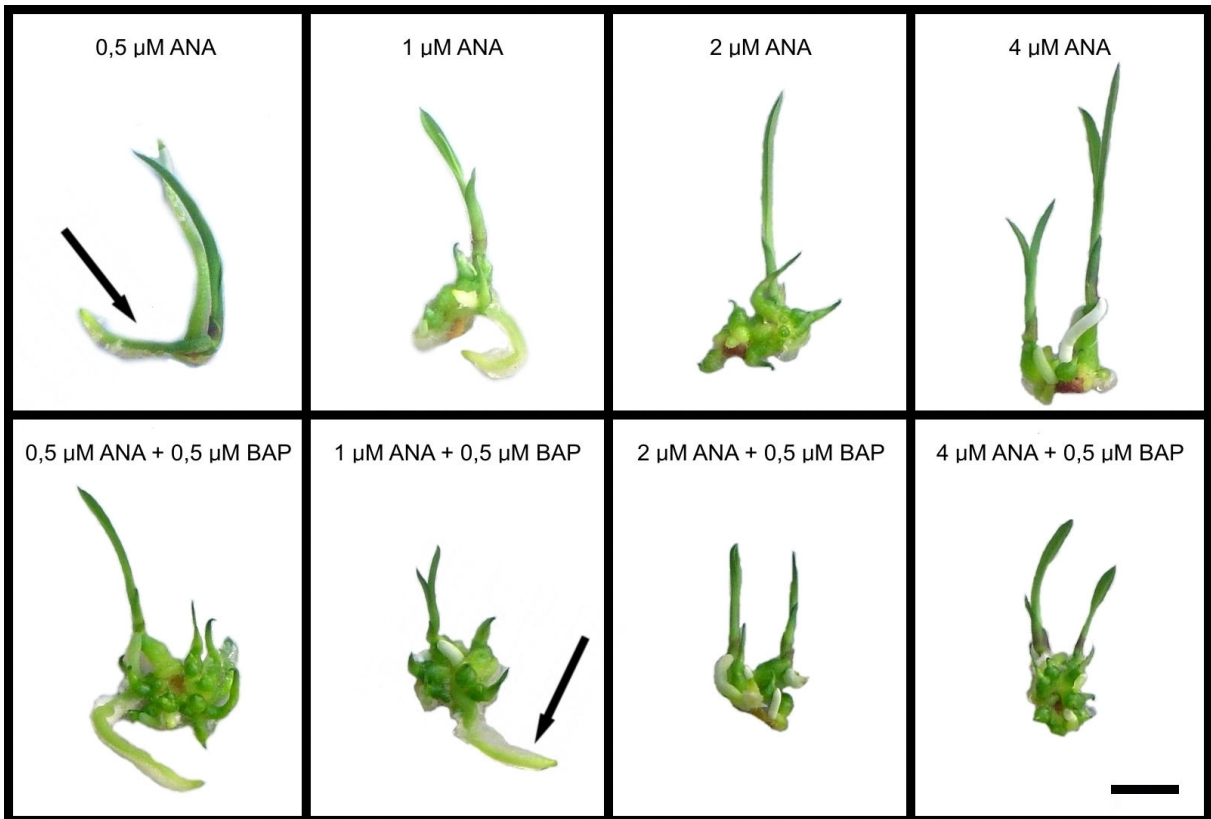 0,5 µM ANA
1 µM ANA
2 µM ANA
4 µM ANA
0,5 µM ANA + 0,5 µM BAP
1 µM ANA + 0,5 µM BAP
2 µM ANA + 0,5 µM BAP
4 µM ANA + 0,5 µM BAP